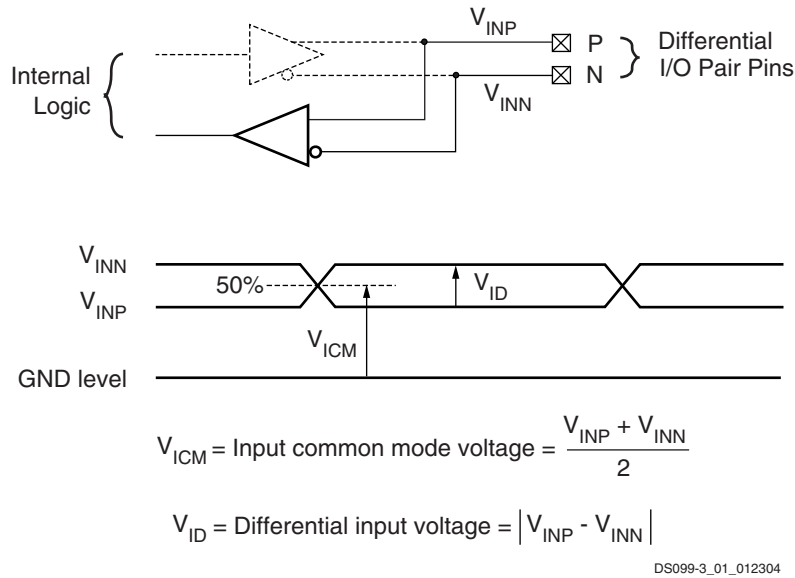 V_INP
P
Differential
I/O Pair Pins
N
Internal
Logic
V_INN
V_INN
50%
V_ID
V_INP
V_ICM
GND level
V_ICM = Input common mode voltage = (V_INP + V_INN) / 2
V_ID = Differential input voltage = |V_INP - V_INN|
DS099-3_01_012304